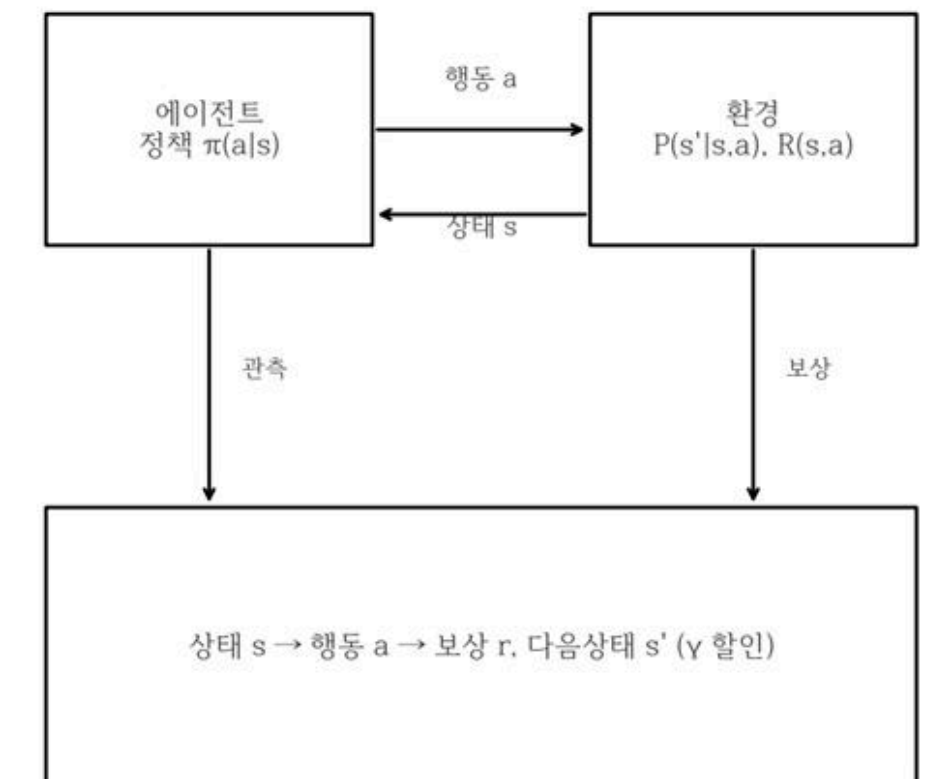 에이전트
정책 π(a|s)
행동 a
환경
P(s'|s,a), R(s,a)
상태 s
관측
보상
상태 s → 행동 a → 보상 r, 다음상태 s' (γ 할인)